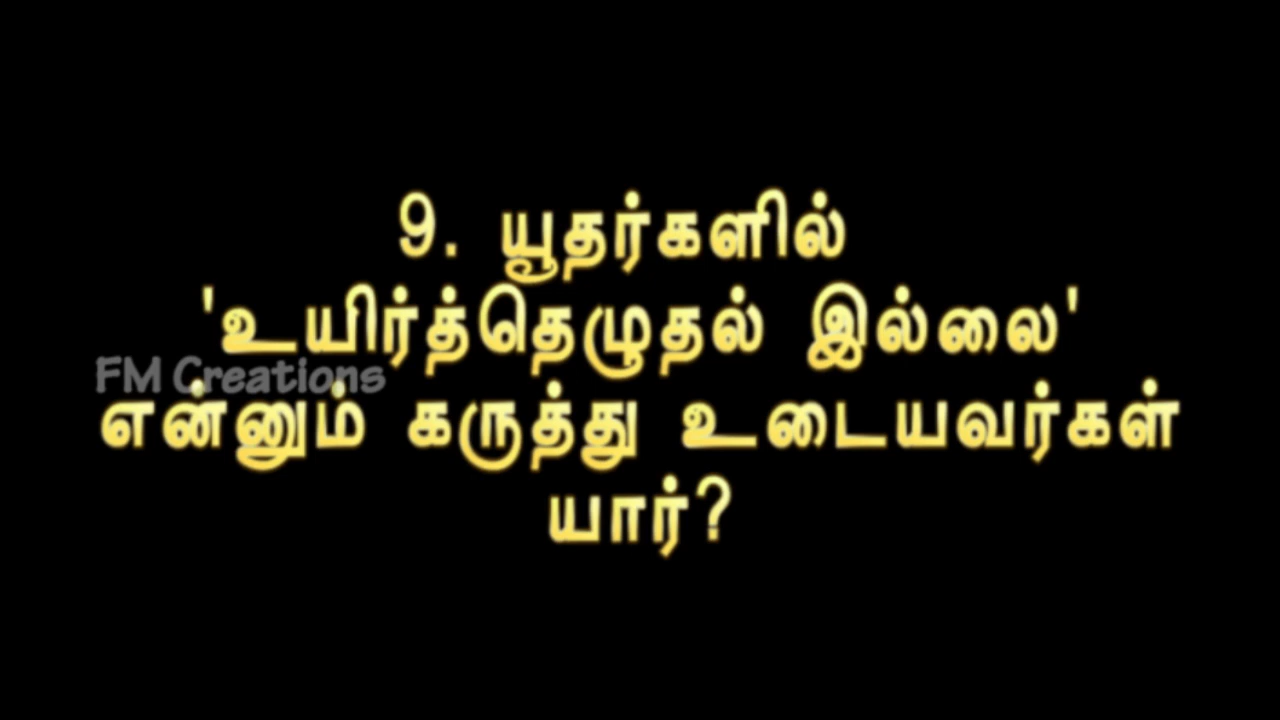 9. யூதர்களில்
'உயிர்த்தெழுதல் இல்லை'
FM Creations
என்னும் கருத்து உடையவர்கள்
யார்?